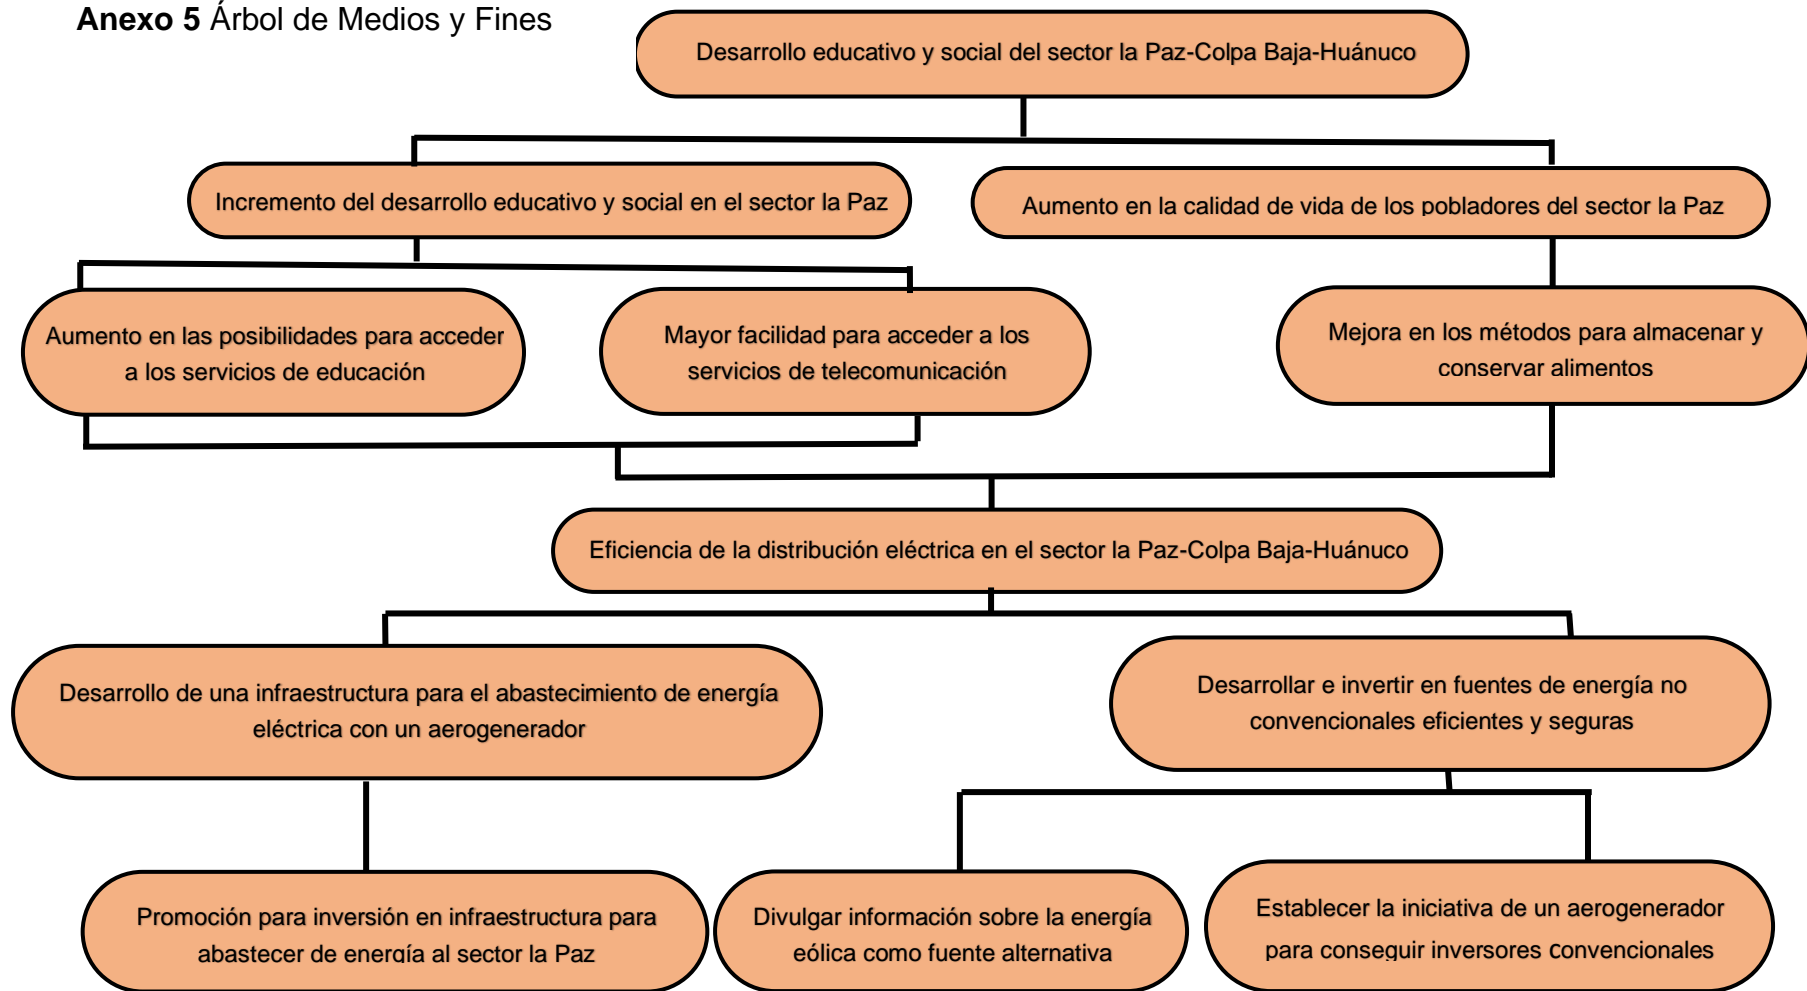 Anexo 5 Árbol de Medios y Fines
Desarrollo educativo y social del sector la Paz-Colpa Baja-Huánuco
Incremento del desarrollo educativo y social en el sector la Paz
Aumento en la calidad de vida de los pobladores del sector la Paz
Aumento en las posibilidades para acceder
a los servicios de educación
Mayor facilidad para acceder a los
servicios de telecomunicación
Mejora en los métodos para almacenar y
conservar alimentos
Eficiencia de la distribución eléctrica en el sector la Paz-Colpa Baja-Huánuco
Desarrollo de una infraestructura para el abastecimiento de energía
eléctrica con un aerogenerador
Desarrollar e invertir en fuentes de energía no
convencionales eficientes y seguras
Promoción para inversión en infraestructura para
abastecer de energía al sector la Paz
Divulgar información sobre la energía
eólica como fuente alternativa
Establecer la iniciativa de un aerogenerador
para conseguir inversores convencionales